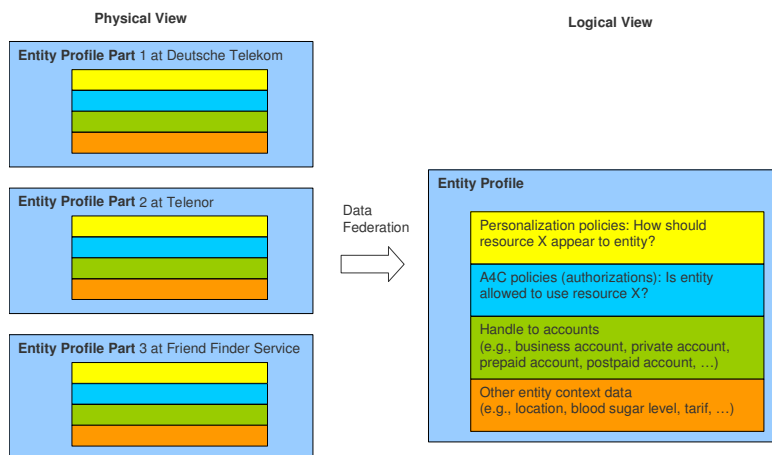 Physical View
Logical View
Entity Profile Part 1 at Deutsche Telekom
Entity Profile Part 2 at Telenor
Entity Profile Part 3 at Friend Finder Service
Data
Federation
Entity Profile
Personalization policies: How should
resource X appear to entity?
A4C policies (authorizations): Is entity
allowed to use resource X?
Handle to accounts
(e.g., business account, private account,
prepaid account, postpaid account, …)
Other entity context data
(e.g., location, blood sugar level, tarif, …)